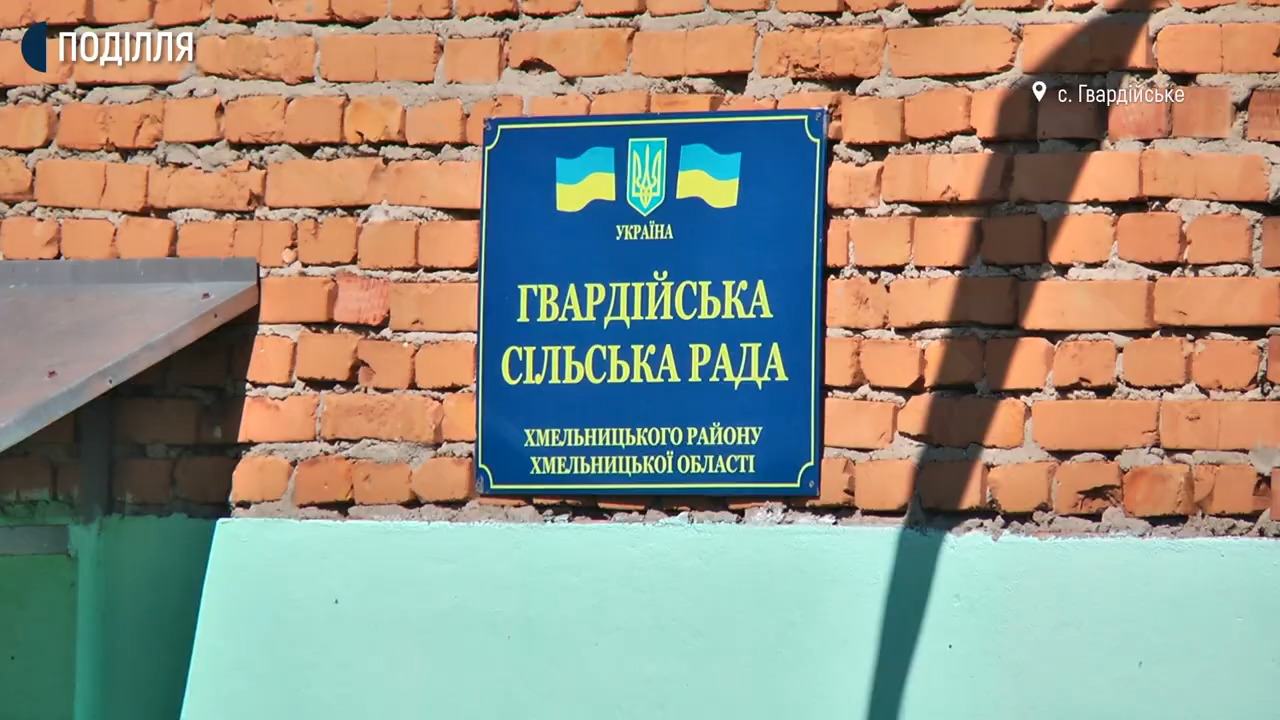 ПОДІЛЛЯ
с. Гвардійське
УКРАЇНА
ГВАРДІЙСЬКА
СІЛЬСЬКА РАДА
ХМЕЛЬНИЦЬКОГО РАЙОНУ
ХМЕЛЬНИЦЬКОЇ ОБЛАСТІ